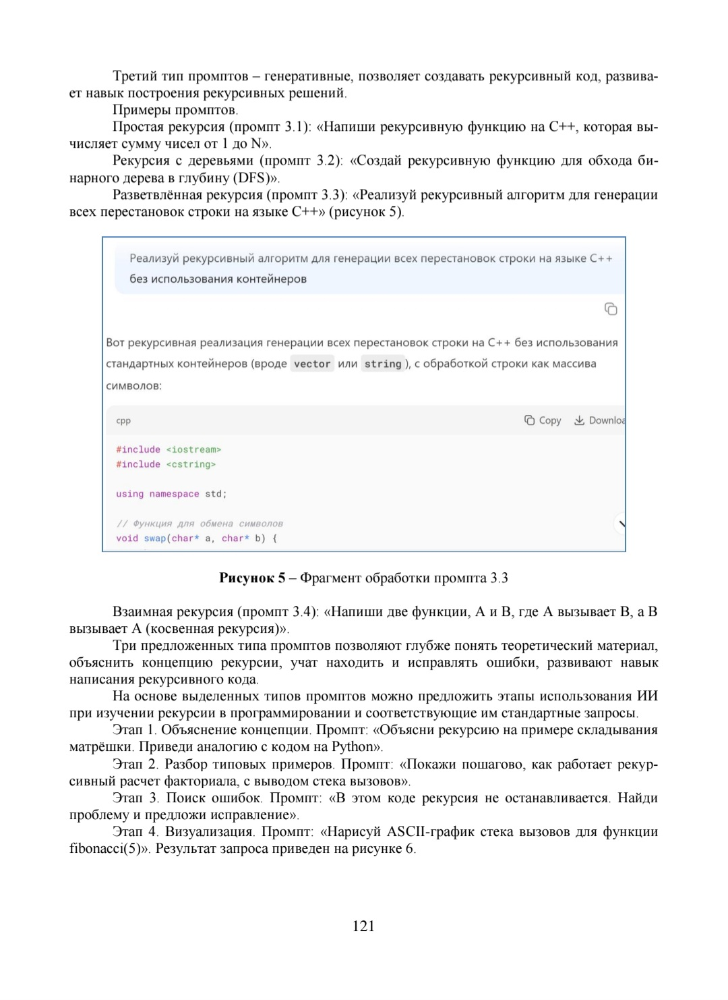 Третий тип промптов – генеративные, позволяет создавать рекурсивный код, развива-
ет навык построения рекурсивных решений.
Примеры промптов.
Простая рекурсия (промпт 3.1): «Напиши рекурсивную функцию на C++, которая вы-
числяет сумму чисел от 1 до N».
Рекурсия с деревьями (промпт 3.2): «Создай рекурсивную функцию для обхода би-
нарного дерева в глубину (DFS)».
Разветвлённая рекурсия (промпт 3.3): «Реализуй рекурсивный алгоритм для генерации
всех перестановок строки на языке C++» (рисунок 5).
Реализуй рекурсивный алгоритм для генерации всех перестановок строки на языке C++
без использования контейнеров
Вот рекурсивная реализация генерации всех перестановок строки на C++ без использования
стандартных контейнеров (вроде vector или string), с обработкой строки как массива
символов:
cpp Copy Downloa
#include <iostream>
#include <cstring>
using namespace std;
// Функция для обмена символов
void swap(char* a, char* b) {
Рисунок 5 – Фрагмент обработки промпта 3.3
Взаимная рекурсия (промпт 3.4): «Напиши две функции, A и B, где A вызывает B, а B
вызывает A (косвенная рекурсия)».
Три предложенных типа промптов позволяют глубже понять теоретический материал,
объяснить концепцию рекурсии, учат находить и исправлять ошибки, развивают навык
написания рекурсивного кода.
На основе выделенных типов промптов можно предложить этапы использования ИИ
при изучении рекурсии в программировании и соответствующие им стандартные запросы.
Этап 1. Объяснение концепции. Промпт: «Объясни рекурсию на примере складывания
матрёшки. Приведи аналогию с кодом на Python».
Этап 2. Разбор типовых примеров. Промпт: «Покажи пошагово, как работает рекур-
сивный расчет факториала, с выводом стека вызовов».
Этап 3. Поиск ошибок. Промпт: «В этом коде рекурсия не останавливается. Найди
проблему и предложи исправление».
Этап 4. Визуализация. Промпт: «Нарисуй ASCII-график стека вызовов для функции
fibonacci(5)». Результат запроса приведен на рисунке 6.
121